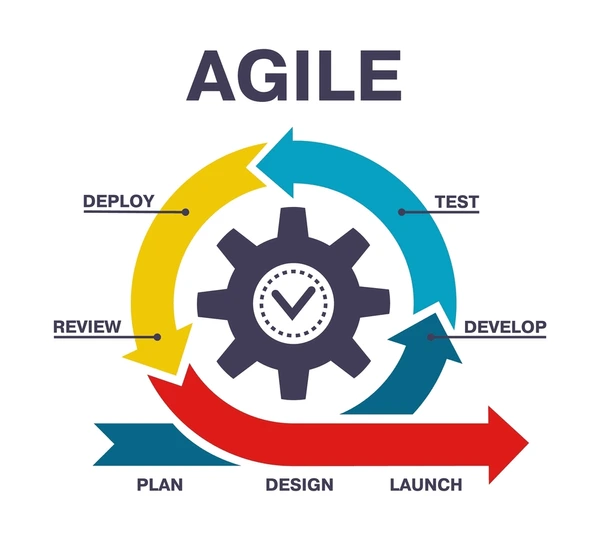 AGILE
DEPLOY
TEST
REVIEW
DEVELOP
PLAN
DESIGN
LAUNCH